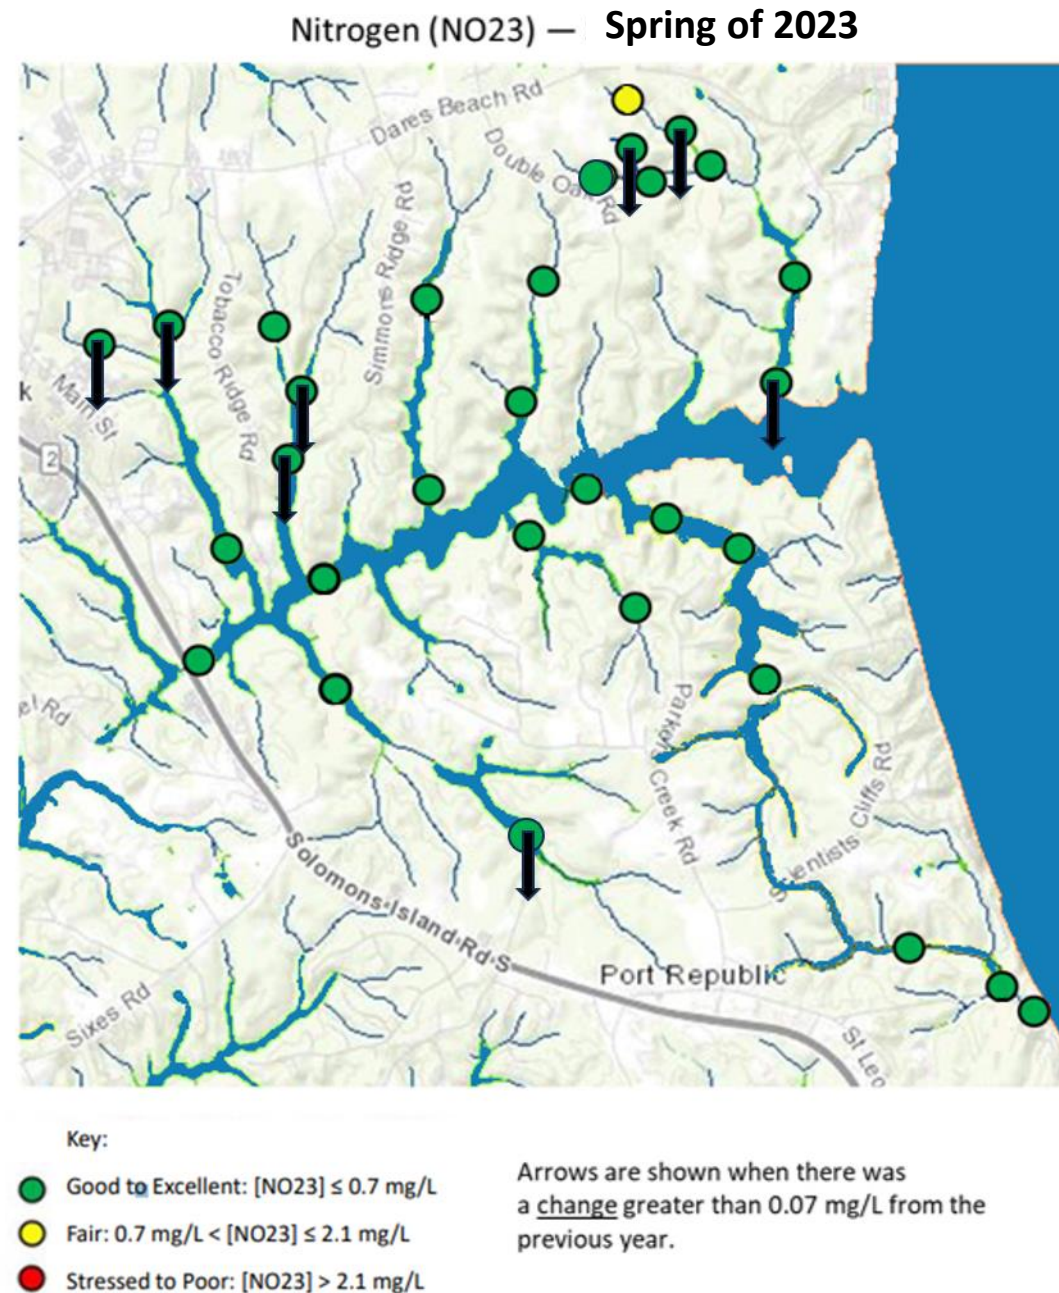 Nitrogen (NO23) — Spring of 2023
Dares Beach Rd
Double Oak Rd
Simmons Ridge Rd
Tobacco Ridge Rd
k
Main St
2
el Rd
Parkers Creek Rd
entists Cliffs Rd
Solomons Island Rd S
Port Republic
Sixes Rd
St Leo
Key:
Good to Excellent: [NO23] ≤ 0.7 mg/L
Fair: 0.7 mg/L < [NO23] ≤ 2.1 mg/L
Stressed to Poor: [NO23] > 2.1 mg/L
Arrows are shown when there was
a change greater than 0.07 mg/L from the
previous year.